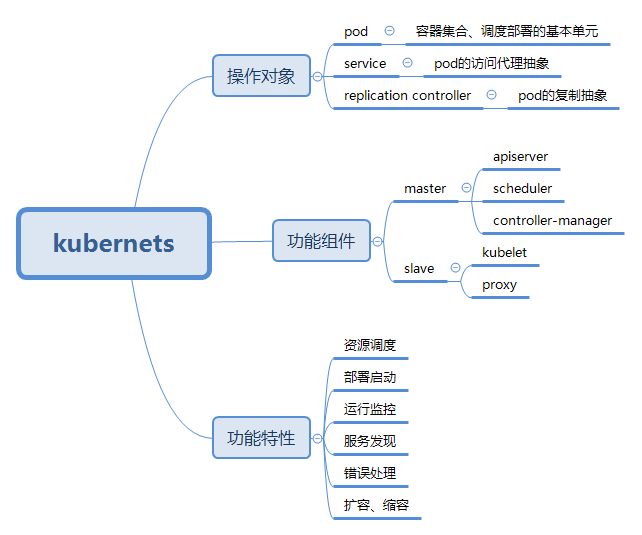 kubernets
操作对象
pod
容器集合、调度部署的基本单元
service
pod的访问代理抽象
replication controller
pod的复制抽象
功能组件
master
apiserver
scheduler
controller-manager
slave
kubelet
proxy
功能特性
资源调度
部署启动
运行监控
服务发现
错误处理
扩容、缩容